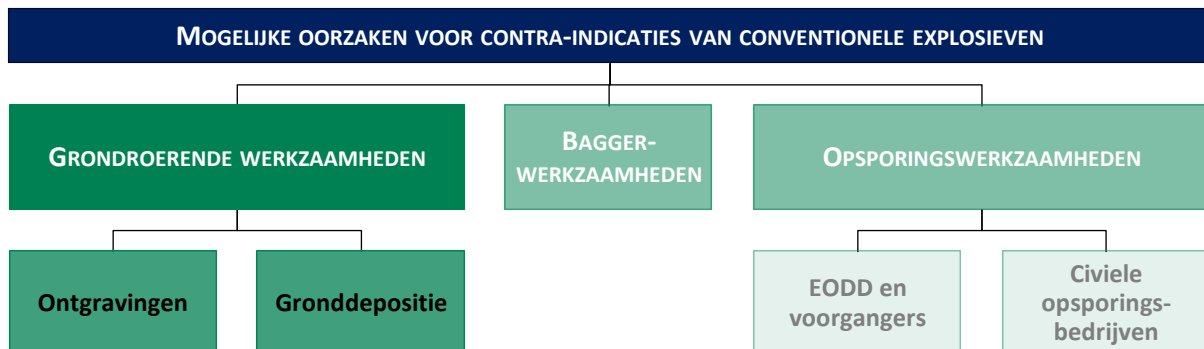 MOGELIJKE OORZAKEN VOOR CONTRA-INDICATIES VAN CONVENTIONELE EXPLOSIEVEN
GRONDROERENDE WERKZAAMHEDEN
BAGGER-
WERKZAAMHEDEN
OPSPORINGSWERKZAAMHEDEN
Ontgravingen
Gronddepositie
EODD en
voorgangers
Civiele
opsporings-
bedrijven